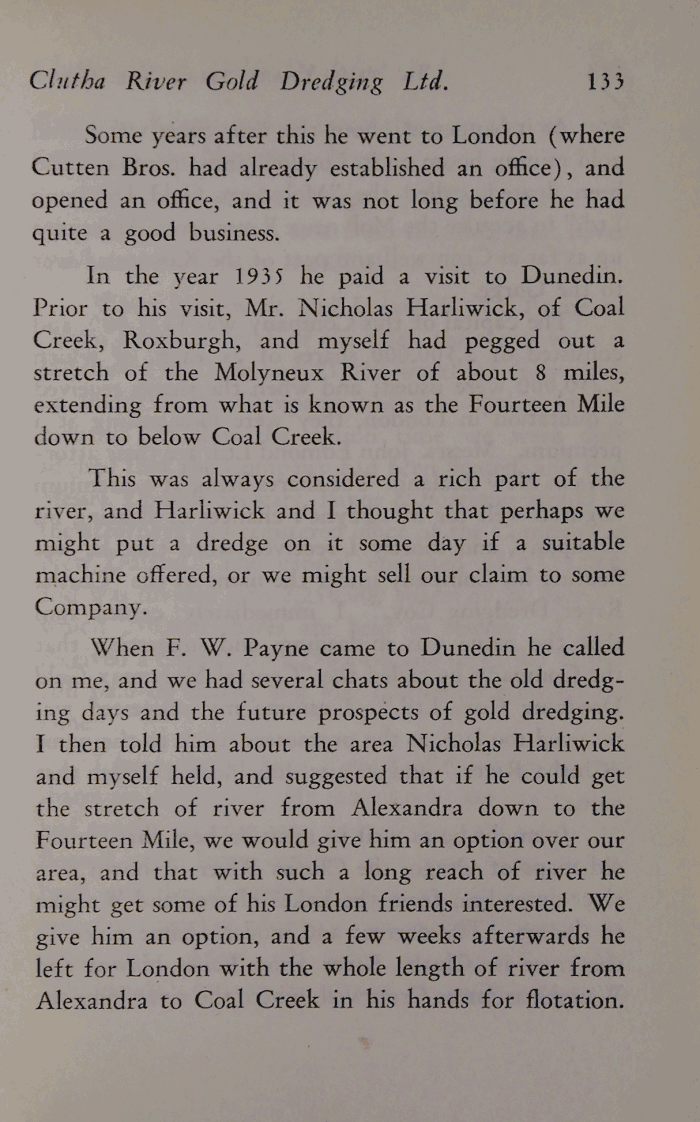 Clutha River Gold Dredging Ltd. 133
Some years after this he went to London (where
Cutten Bros. had already established an office), and
opened an office, and it was not long before he had
quite a good business.
In the year 1935 he paid a visit to Dunedin.
Prior to his visit, Mr. Nicholas Harliwick, of Coal
Creek, Roxburgh, and myself had pegged out a
stretch of the Molyneux River of about 8 miles,
extending from what is known as the Fourteen Mile
down to below Coal Creek.
This was always considered a rich part of the
river, and Harliwick and I thought that perhaps we
might put a dredge on it some day if a suitable
machine offered, or we might sell our claim to some
Company.
When F. W. Payne came to Dunedin he called
on me, and we had several chats about the old dredg-
ing days and the future prospects of gold dredging.
I then told him about the area Nicholas Harliwick
and myself held, and suggested that if he could get
the stretch of river from Alexandra down to the
Fourteen Mile, we would give him an option over our
area, and that with such a long reach of river he
might get some of his London friends interested. We
give him an option, and a few weeks afterwards he
left for London with the whole length of river from
Alexandra to Coal Creek in his hands for flotation.